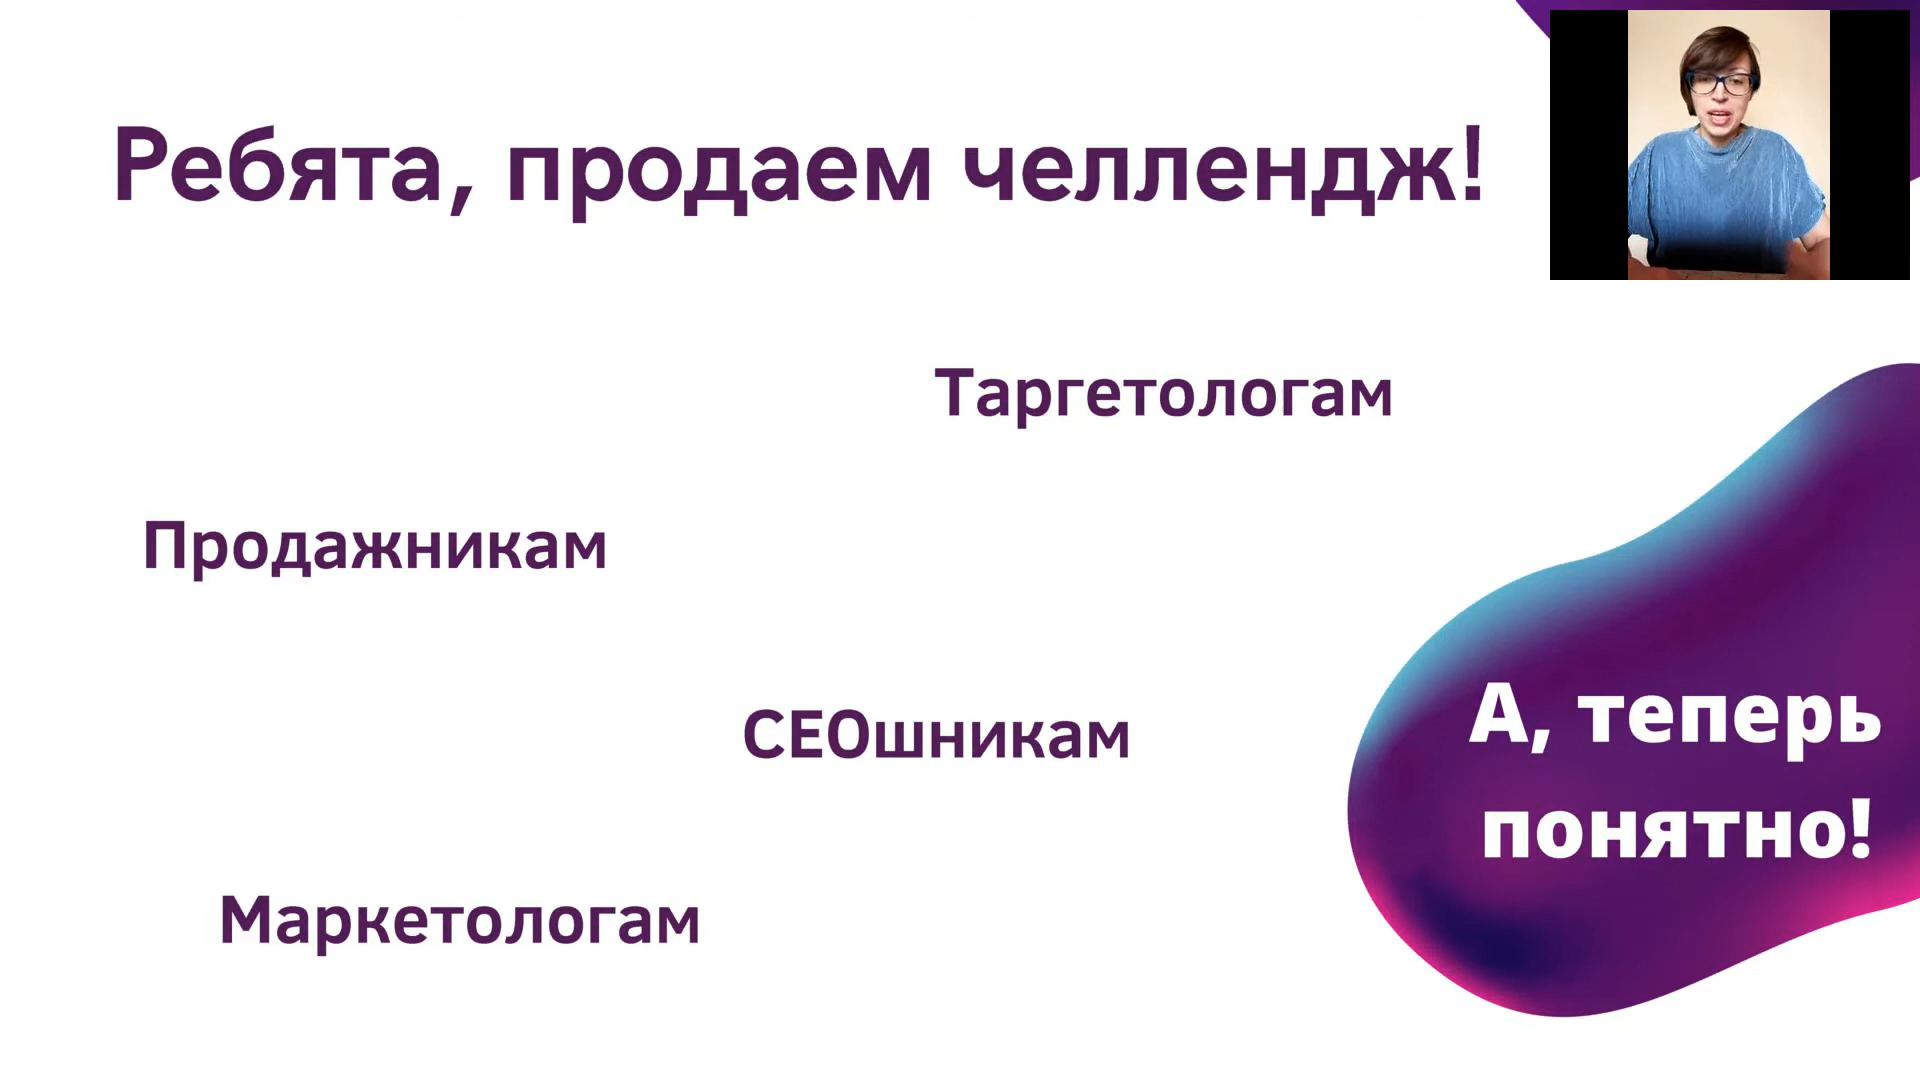 Ребята, продаем челлендж!
Таргетологам
Продажникам
СЕОшникам
Маркетологам
А, теперь
понятно!